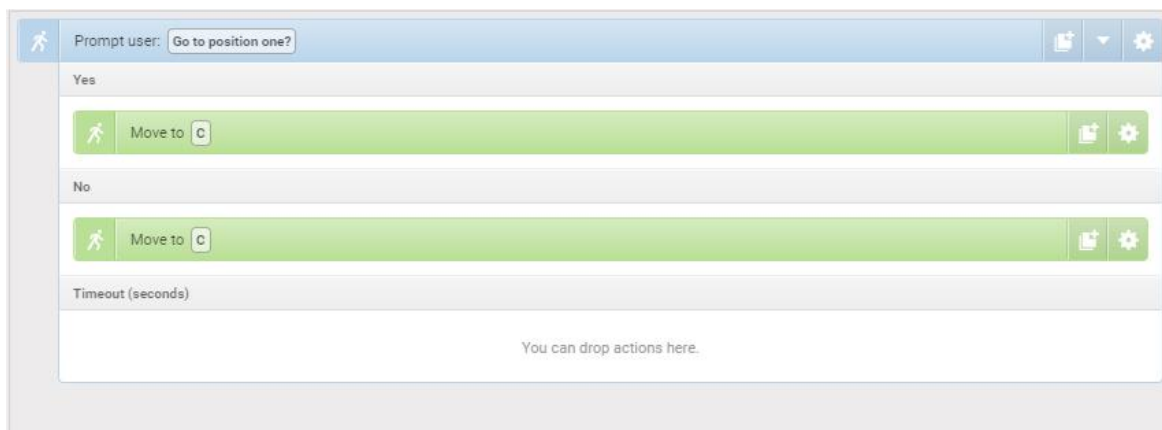 Prompt user: Go to position one?
Yes
Move to C
No
Move to C
Timeout (seconds)
You can drop actions here.